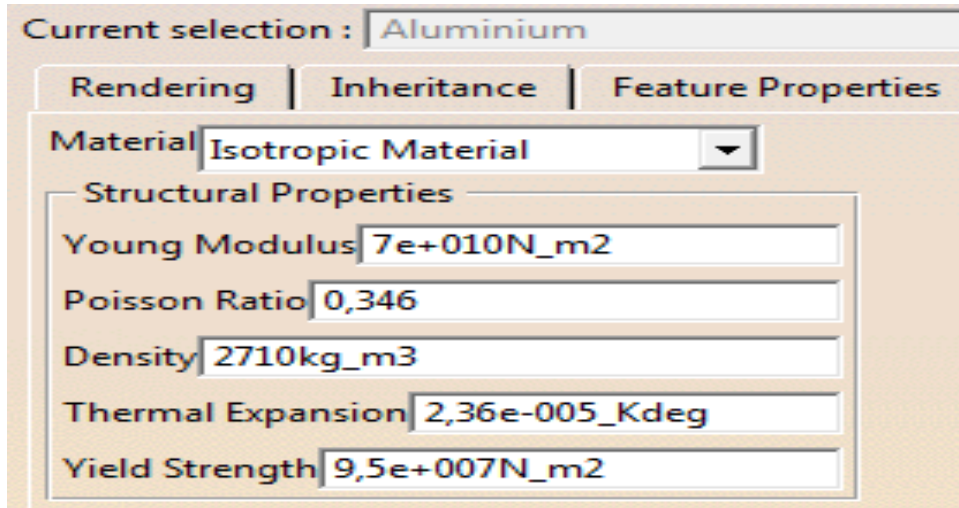 Current selection : Aluminium
Rendering Inheritance Feature Properties
Material Isotropic Material
Structural Properties
Young Modulus 7e+010N_m2
Poisson Ratio 0,346
Density 2710kg_m3
Thermal Expansion 2,36e-005_Kdeg
Yield Strength 9,5e+007N_m2